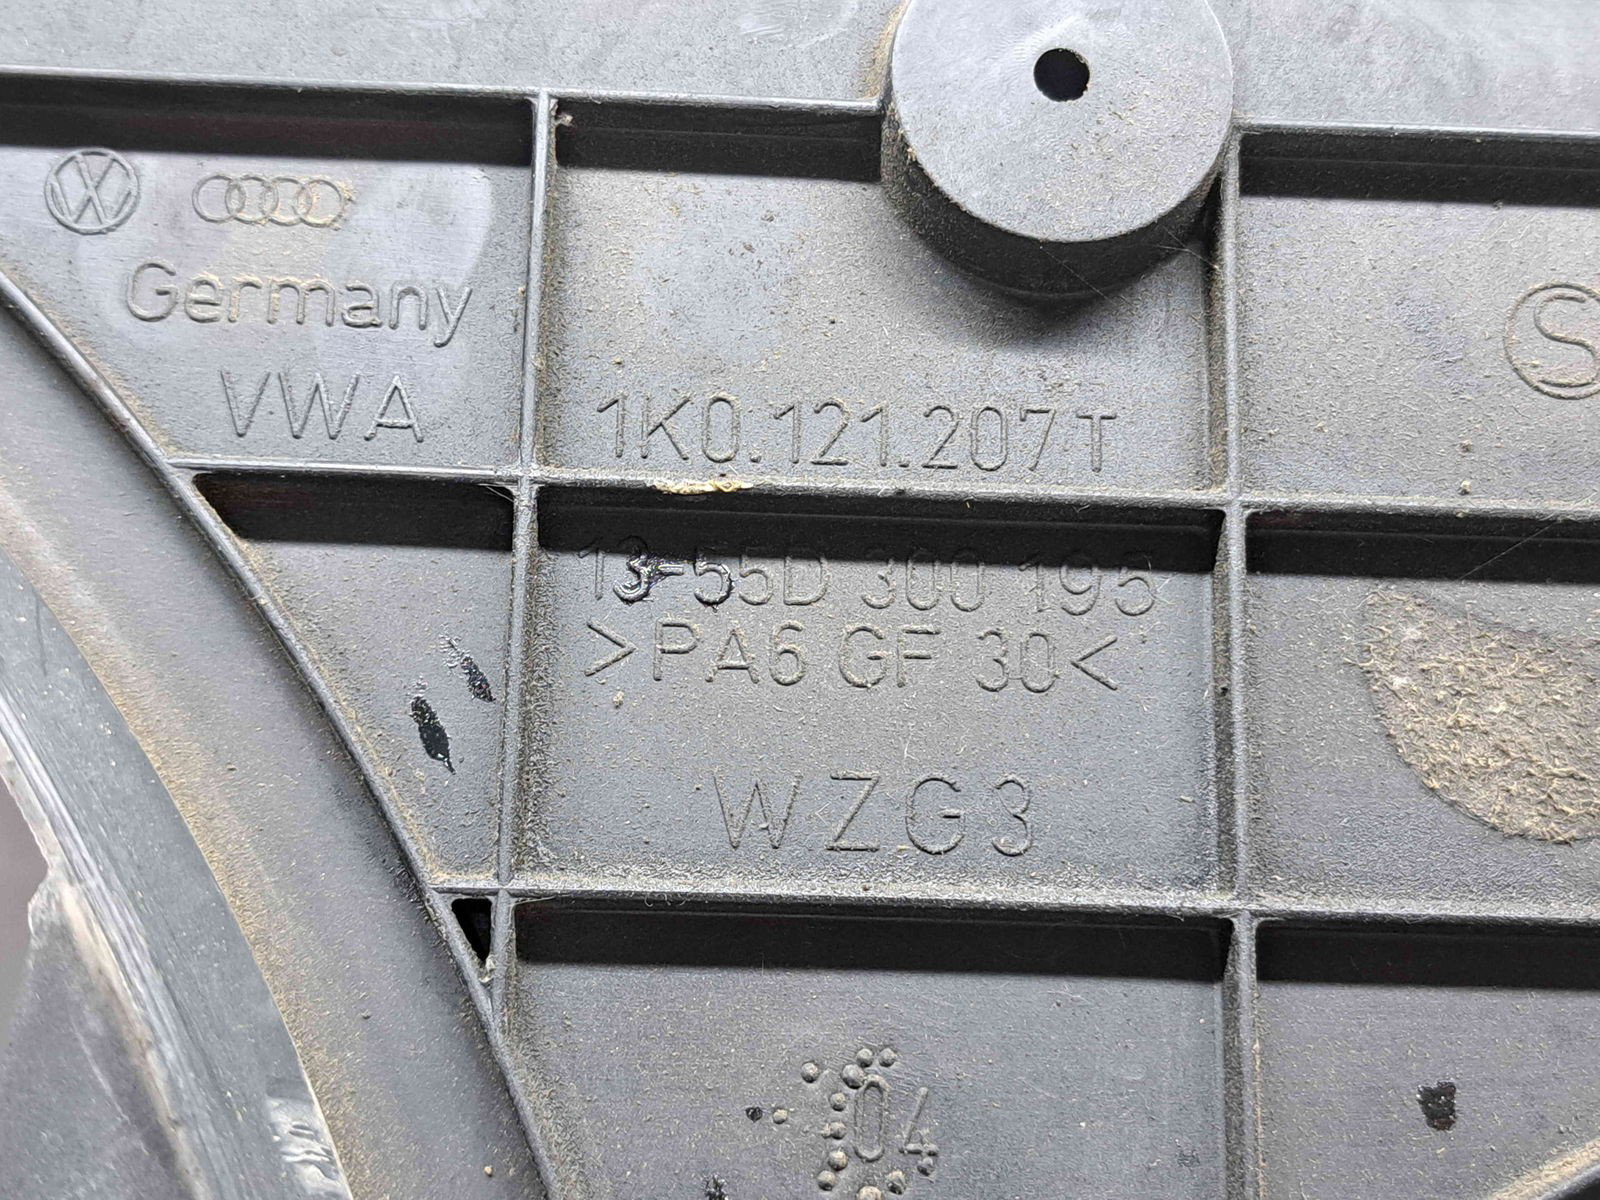 Germany
VWA
1K0.121.207 T
S
13-55D 300 195
>PA6 GF 30<
WZG3
04